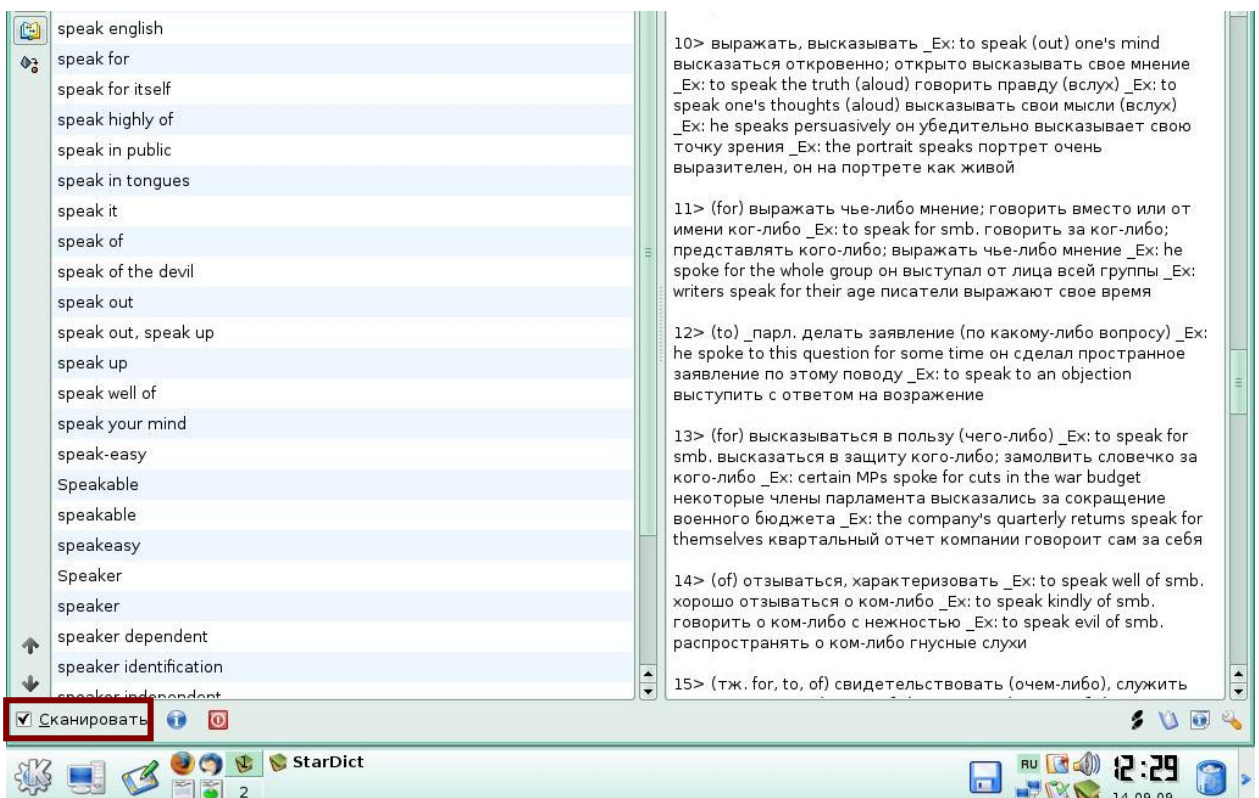 speak english
speak for
speak for itself
speak highly of
speak in public
speak in tongues
speak it
speak of
speak of the devil
speak out
speak out, speak up
speak up
speak well of
speak your mind
speak-easy
Speakable
speakable
speakeasy
Speaker
speaker
speaker dependent
speaker identification
speaker independent
10> выражать, высказывать _Ex: to speak (out) one's mind
высказаться откровенно; открыто высказывать свое мнение
_Ex: to speak the truth (aloud) говорить правду (вслух) _Ex: to
speak one's thoughts (aloud) высказывать свои мысли (вслух)
_Ex: he speaks persuasively он убедительно высказывает свою
точку зрения _Ex: the portrait speaks портрет очень
выразителен, он на портрете как живой
11> (for) выражать чье-либо мнение; говорить вместо или от
имени ког-либо _Ex: to speak for smb. говорить за ког-либо;
представлять кого-либо; выражать чье-либо мнение _Ex: he
spoke for the whole group он выступал от лица всей группы _Ex:
writers speak for their age писатели выражают свое время
12> (to) _парл. делать заявление (по какому-либо вопросу) _Ex:
he spoke to this question for some time он сделал пространное
заявление по этому поводу _Ex: to speak to an objection
выступить с ответом на возражение
13> (for) высказываться в пользу (чего-либо) _Ex: to speak for
smb. высказаться в защиту кого-либо; замолвить словечко за
кого-либо _Ex: certain MPs spoke for cuts in the war budget
некоторые члены парламента высказались за сокращение
военного бюджета _Ex: the company's quarterly returns speak for
themselves квартальный отчет компании говороит сам за себя
14> (of) отзываться, характеризовать _Ex: to speak well of smb.
хорошо отзываться о ком-либо _Ex: to speak kindly of smb.
говорить о ком-либо с нежностью _Ex: to speak evil of smb.
распространять о ком-либо гнусные слухи
15> (тж. for, to, of) свидетельствовать (очем-либо), служить
Сканировать
StarDict
2
RU
12:29
14.09.09